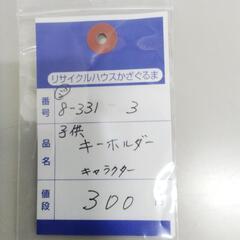 リサイクルハウスかざぐるま
番号 8-331 3
品名 子供
キーホルダー
キャラクター
値段 300